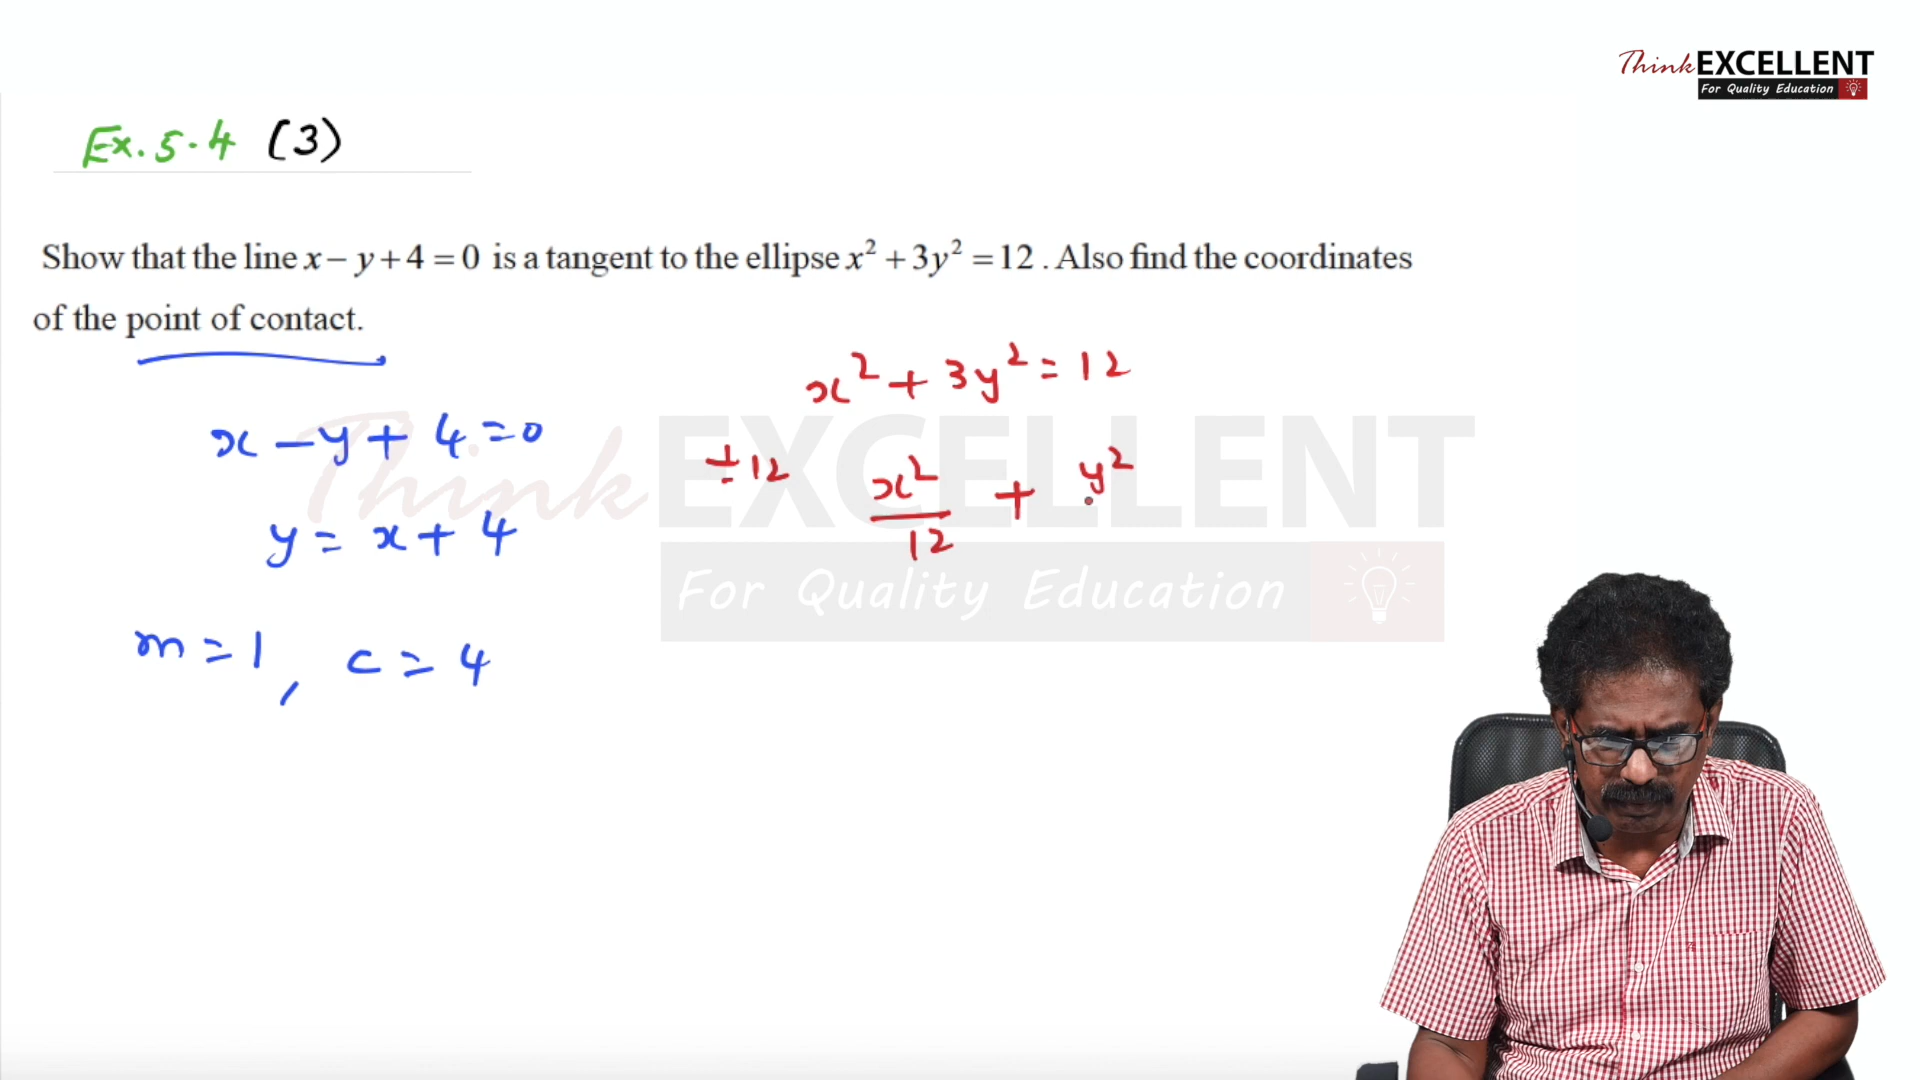 Think EXCELLENT
For Quality Education
Ex. 5.4 (3)
Show that the line x − y + 4 = 0 is a tangent to the ellipse x² + 3y² = 12 . Also find the coordinates
of the point of contact.
x − y + 4 = 0
y = x + 4
m = 1 , c = 4
x² + 3y² = 12
÷ 12 x²/12 + y²
Think EXCELLENT
For Quality Education